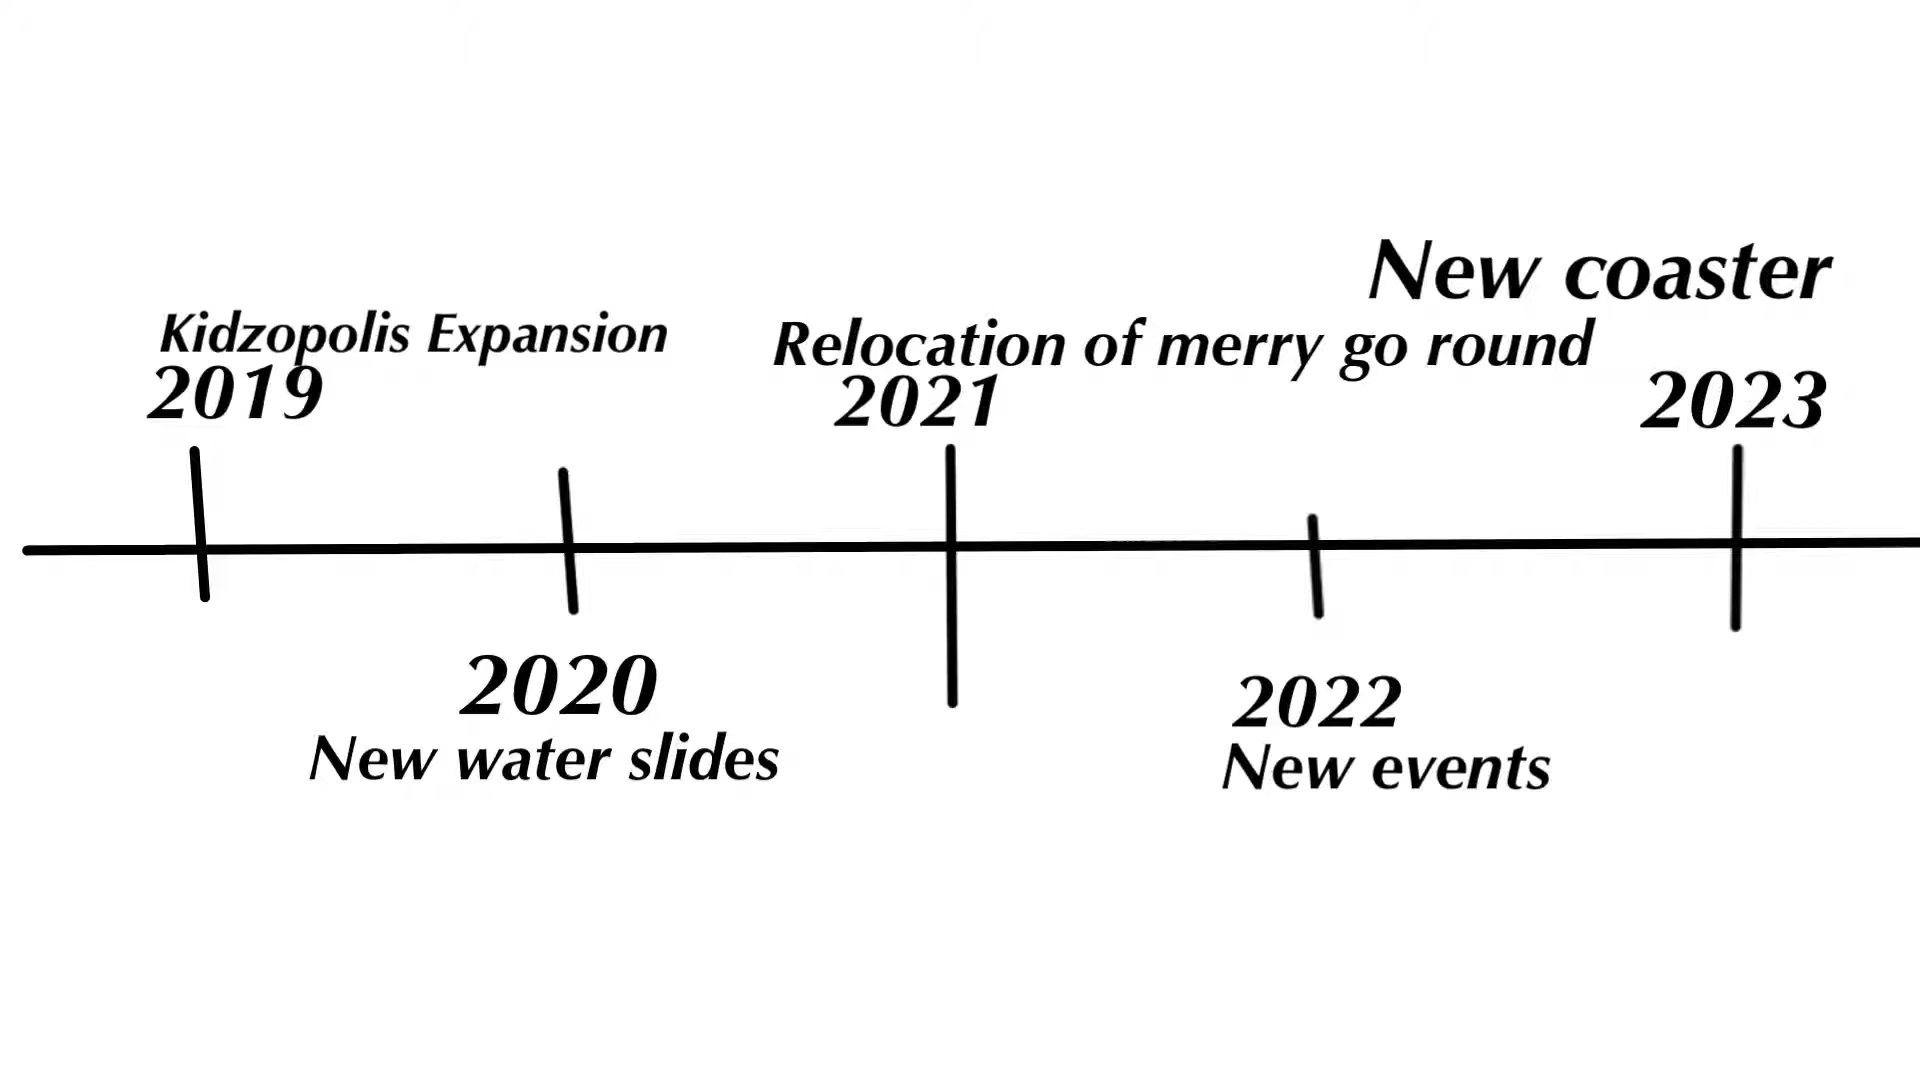 Kidzopolis Expansion
2019
2020
New water slides
Relocation of merry go round
2021
2022
New events
New coaster
2023